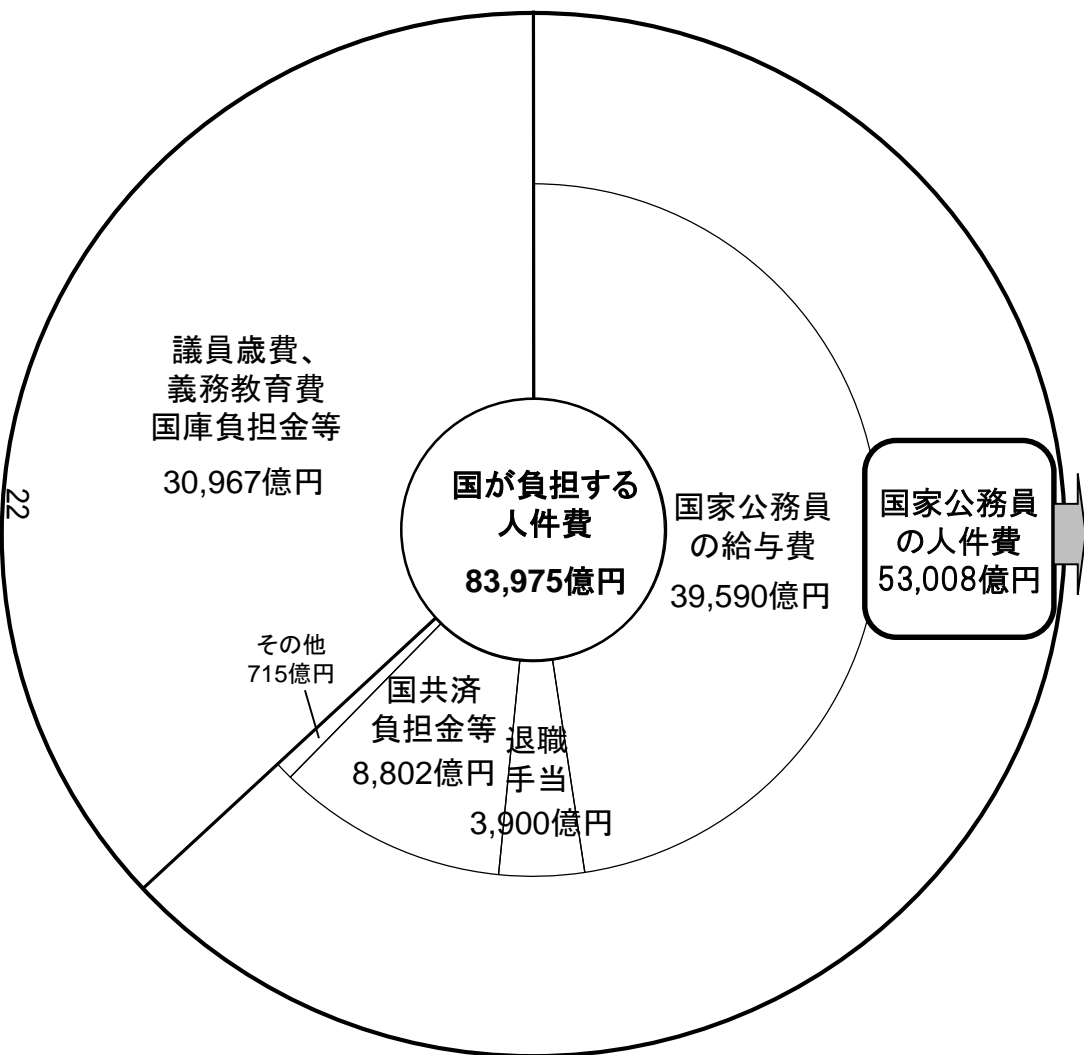 議員歳費、
義務教育費
国庫負担金等
30,967億円
国が負担する
人件費
83,975億円
国家公務員
の給与費
39,590億円
国家公務員
の人件費
53,008億円
その他
715億円
国共済
負担金等
8,802億円
退職
手当
3,900億円
22